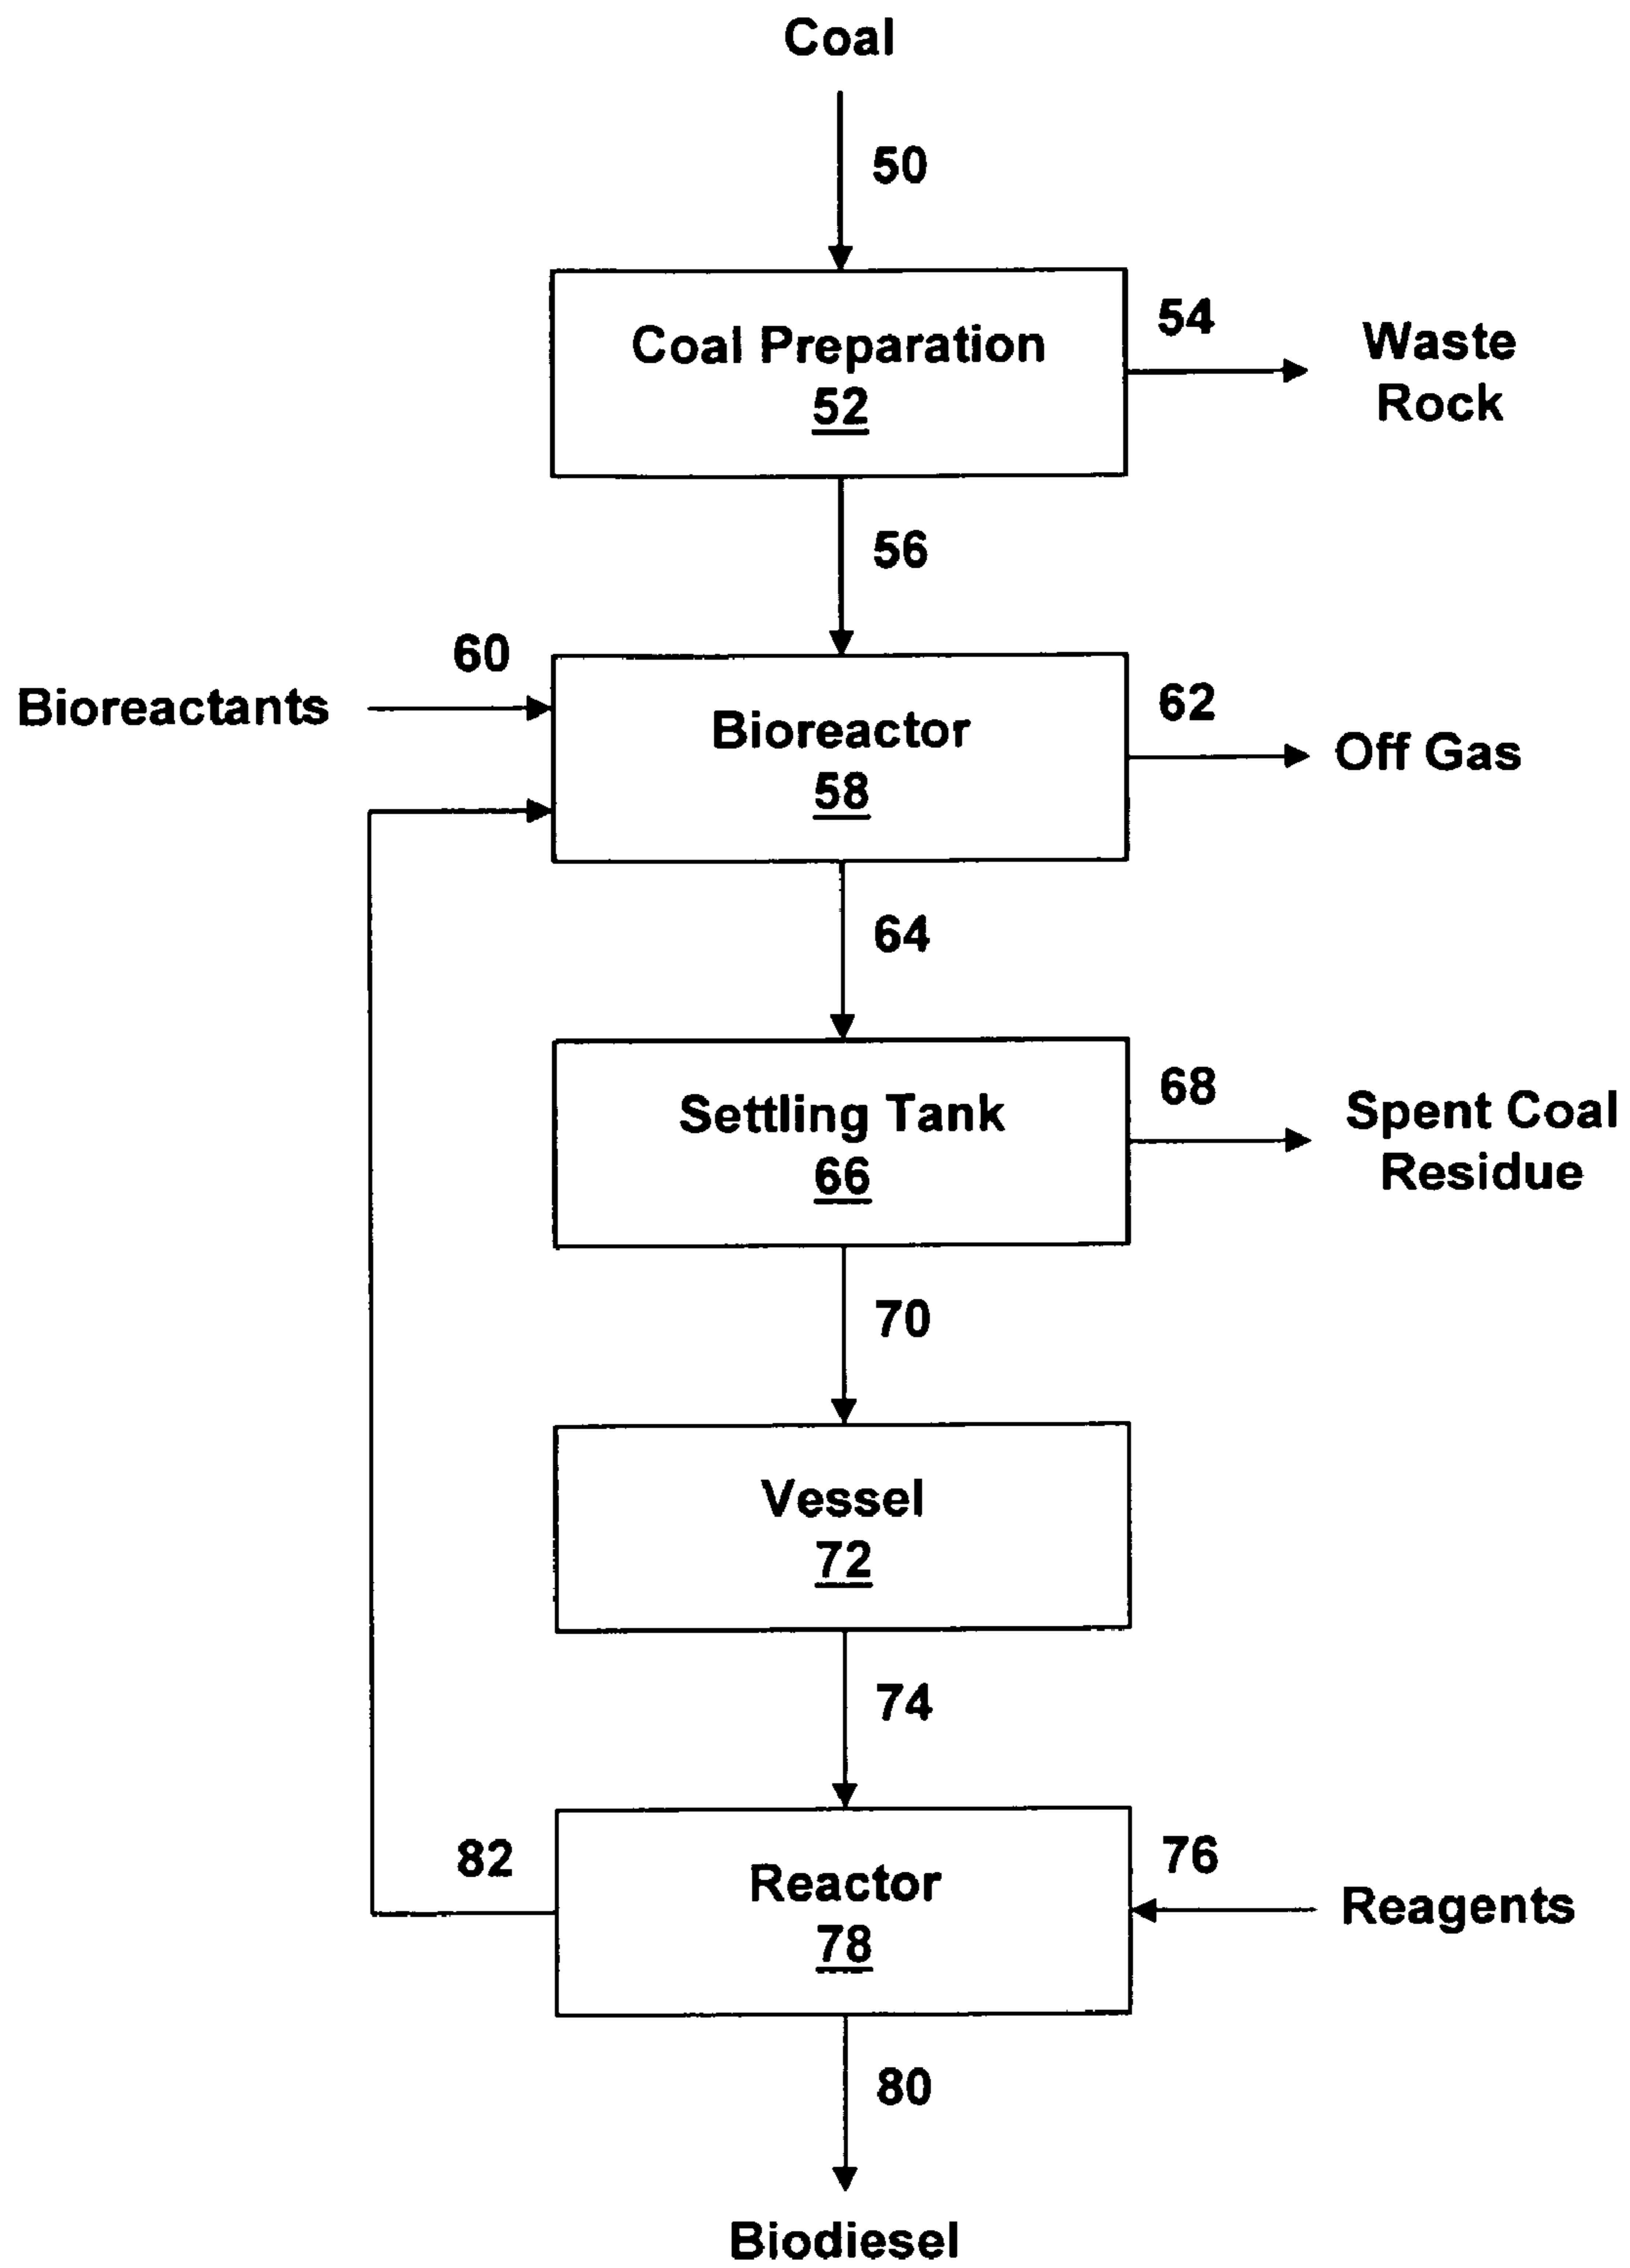 Coal
50
Coal Preparation
52
54
Waste
Rock
56
60
Bioreactants
Bioreactor
58
62
Off Gas
64
Settling Tank
66
68
Spent Coal
Residue
70
Vessel
72
74
82
Reactor
78
76
Reagents
80
Biodiesel